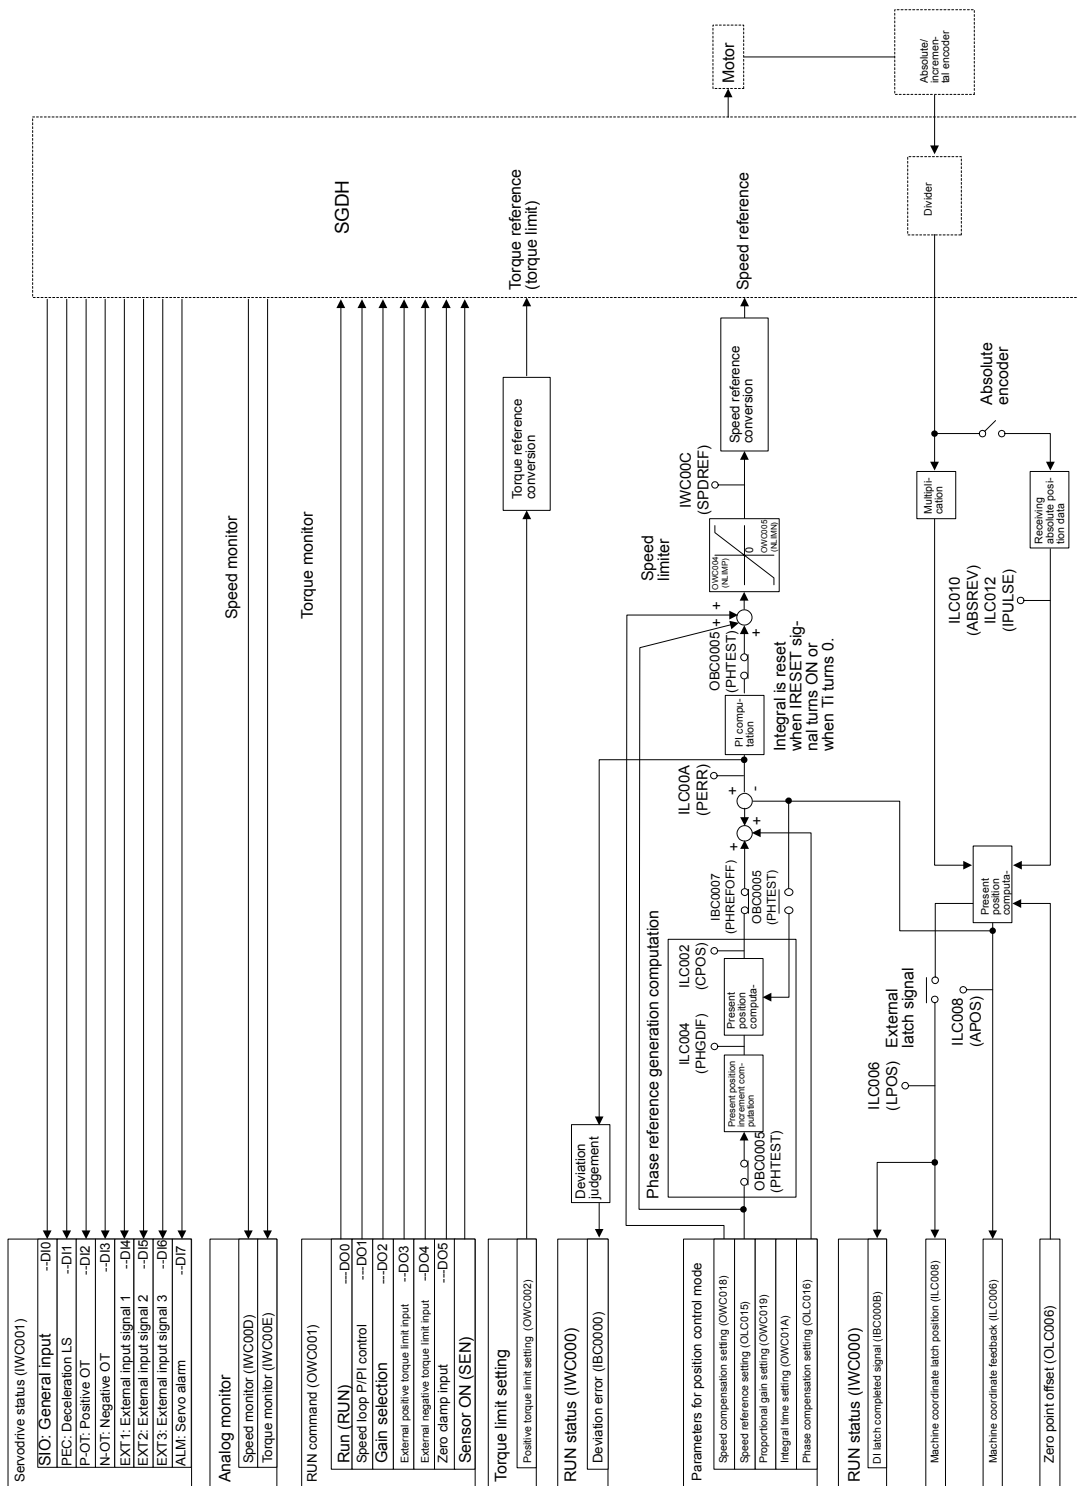 Servodrive status (IWC001)
SIO: General input ---DI0
PEC: Deceleration LS ---DI1
P-OT: Positive OT ---DI2
N-OT: Negative OT ---DI3
EXT1: External input signal 1 ---DI4
EXT2: External input signal 2 ---DI5
EXT3: External input signal 3 ---DI6
ALM: Servo alarm ---DI7
Analog monitor
Speed monitor (IWC00D)
Torque monitor (IWC00E)
Speed monitor
Torque monitor
RUN command (OWC001)
Run (RUN) ---DO0
Speed loop P/PI control ---DO1
Gain selection ---DO2
External positive torque limit input ---DO3
External negative torque limit input ---DO4
Zero damp input ---DO5
Sensor ON (SEN)
SGDH
Torque limit setting
Positive torque limit setting (OWC002)
Torque reference
conversion
Torque reference
(torque limit)
RUN status (IWC000)
Deviation error (IBC0000)
Deviation
judgement
Parameters for position control mode
Speed compensation setting (OWC018)
Speed reference setting (OLC015)
Proportional gain setting (OWC019)
Integral time setting (OWC01A)
Phase compensation setting (OLC016)
Phase reference generation computation
OBC0005
(PHTEST)
Present position
increment com-
putation
ILC004
(PHGDIF)
Present
position
computa-
ILC002
(CPOS)
IBC0007
(PHREFOFF)
OBC0005
(PHTEST)
+
+
+
-
ILC00A
(PERR)
PI compu-
tation
Integral is reset
when IRESET sig-
nal turns ON or
when Ti turns 0.
OBC0005
(PHTEST)
+
+
+
Speed
limiter
OWC004
(NLIMP)
0
OWC005
(NLIMN)
IWC00C
(SPDREF)
Speed reference
conversion
Speed reference
Motor
Absolute/
incremen-
tal encoder
Divider
RUN status (IWC000)
DI latch completed signal (IBC000B)
Machine coordinate latch position (ILC008)
Machine coordinate feedback (ILC006)
Zero point offset (OLC006)
ILC006
(LPOS)
External
latch signal
ILC008
(APOS)
Present
position
computa-
ILC010
(ABSREV)
ILC012
(IPULSE)
Multipli-
cation
Receiving
absolute posi-
tion data
Absolute
encoder